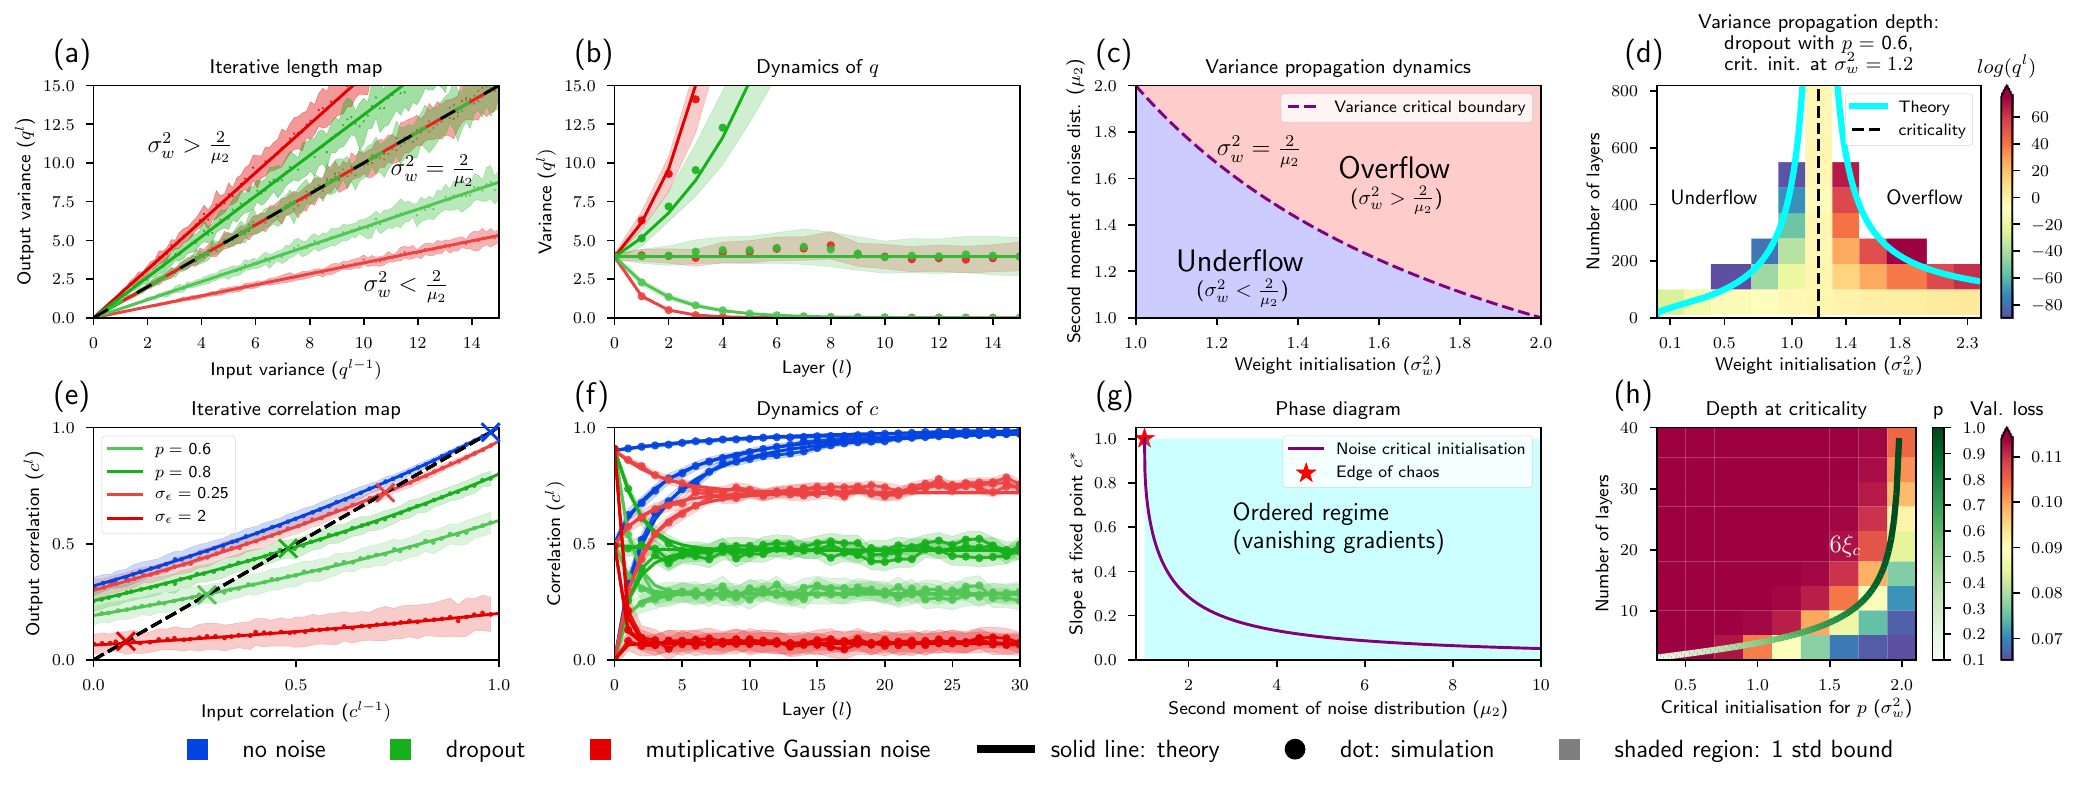 (a)
Iterative length map
Output variance (q^l)
15.0
12.5
10.0
7.5
5.0
2.5
0.0
σ_w^2 > 2/μ_2
σ_w^2 = 2/μ_2
σ_w^2 < 2/μ_2
0 2 4 6 8 10 12 14
Input variance (q^{l−1})
(b)
Dynamics of q
Variance (q^l)
15.0
12.5
10.0
7.5
5.0
2.5
0.0
0 2 4 6 8 10 12 14
Layer (l)
(c)
Variance propagation dynamics
Second moment of noise dist. (μ_2)
2.0
1.8
1.6
1.4
1.2
1.0
Variance critical boundary
σ_w^2 = 2/μ_2
Overflow
(σ_w^2 > 2/μ_2)
Underflow
(σ_w^2 < 2/μ_2)
1.0 1.2 1.4 1.6 1.8 2.0
Weight initialisation (σ_w^2)
(d)
Variance propagation depth:
dropout with p = 0.6,
crit. init. at σ_w^2 = 1.2
log(q^l)
Number of layers
800
600
400
200
0
Theory
criticality
Underflow
Overflow
0.1 0.5 1.0 1.4 1.8 2.3
Weight initialisation (σ_w^2)
60
40
20
0
−20
−40
−60
−80
(e)
Iterative correlation map
Output correlation (c^l)
1.0
0.5
0.0
p = 0.6
p = 0.8
σ_ϵ = 0.25
σ_ϵ = 2
0.0 0.5 1.0
Input correlation (c^{l−1})
(f)
Dynamics of c
Correlation (c^l)
1.0
0.5
0.0
0 5 10 15 20 25 30
Layer (l)
(g)
Phase diagram
Slope at fixed point c*
1.0
0.8
0.6
0.4
0.2
0.0
Noise critical initialisation
Edge of chaos
Ordered regime
(vanishing gradients)
2 4 6 8 10
Second moment of noise distribution (μ_2)
(h)
Depth at criticality
Number of layers
40
30
20
10
6ξ_c
0.5 1.0 1.5 2.0
Critical initialisation for p (σ_w^2)
p
1.0
0.9
0.8
0.7
0.6
0.5
0.4
0.3
0.2
0.1
Val. loss
0.11
0.10
0.09
0.08
0.07
no noise
dropout
mutiplicative Gaussian noise
solid line: theory
dot: simulation
shaded region: 1 std bound